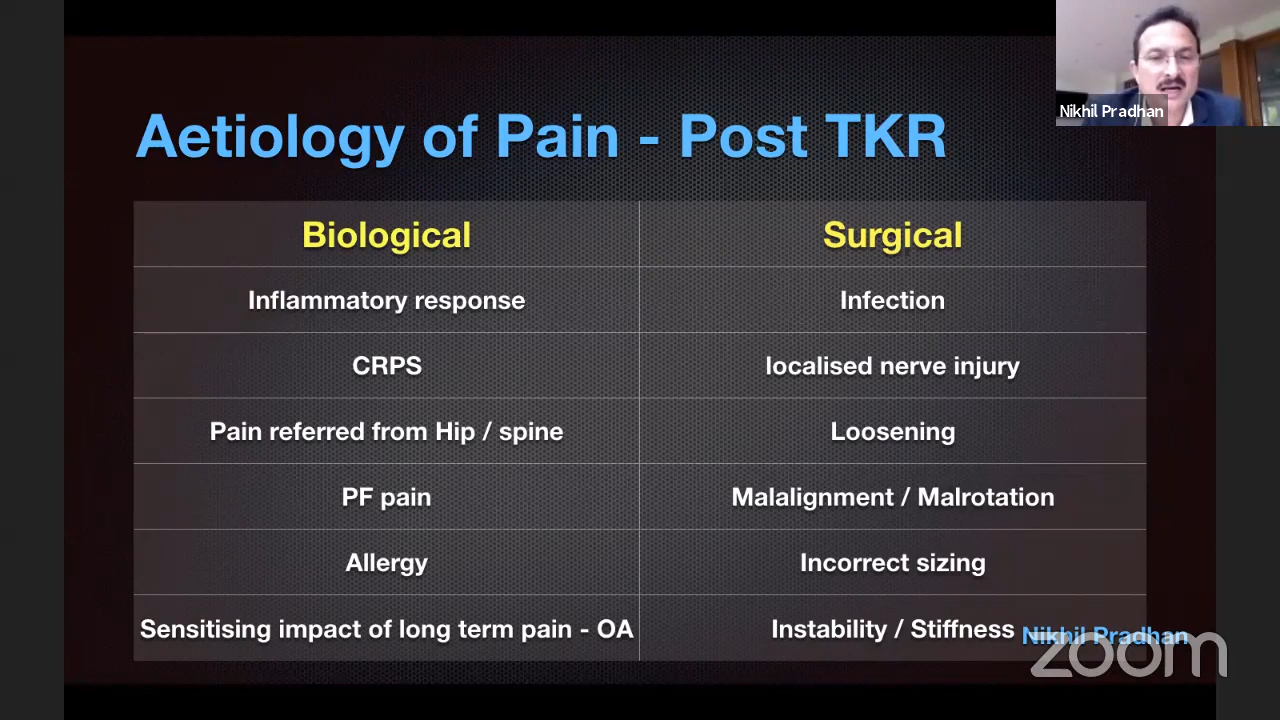 Nikhil Pradhan
Aetiology of Pain - Post TKR
Biological
Surgical
Inflammatory response
Infection
CRPS
localised nerve injury
Pain referred from Hip / spine
Loosening
PF pain
Malalignment / Malrotation
Allergy
Incorrect sizing
Sensitising impact of long term pain - OA
Instability / Stiffness
Nikhil Pradhan
zoom